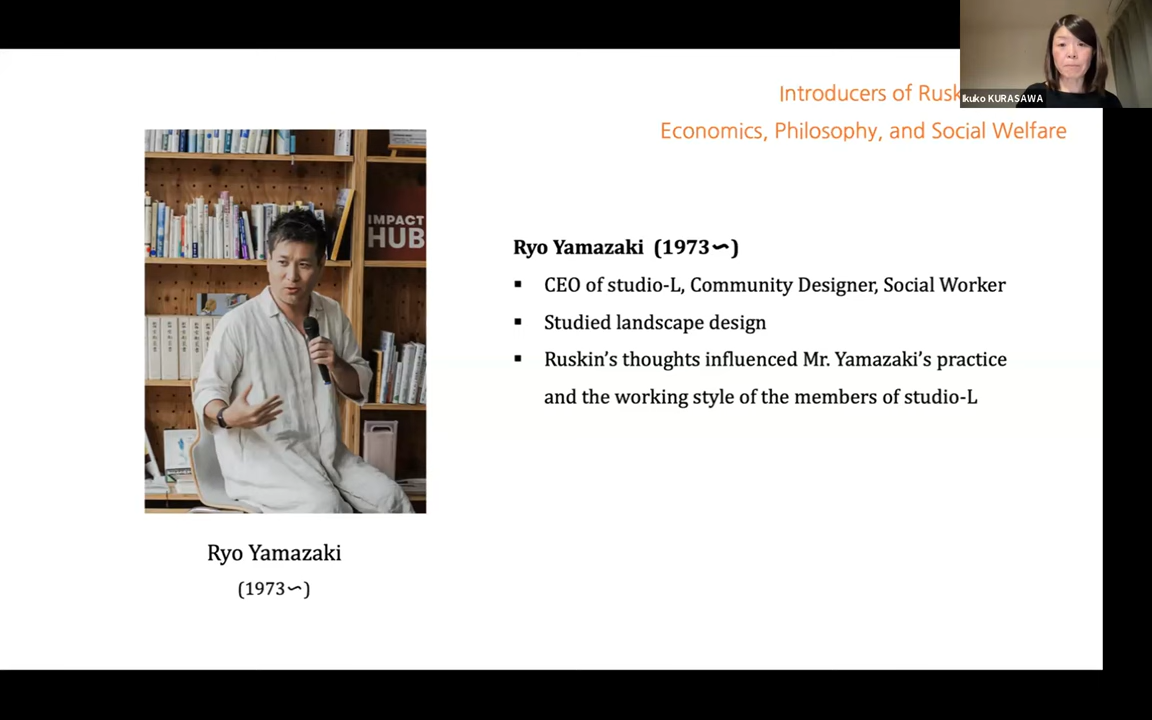 Introducers of Rusk
Ikuko KURASAWA
Economics, Philosophy, and Social Welfare
IMPACT
HUB
Ryo Yamazaki (1973〜)
▪ CEO of studio-L, Community Designer, Social Worker
▪ Studied landscape design
▪ Ruskin’s thoughts influenced Mr. Yamazaki’s practice
and the working style of the members of studio-L
Ryo Yamazaki
(1973〜)